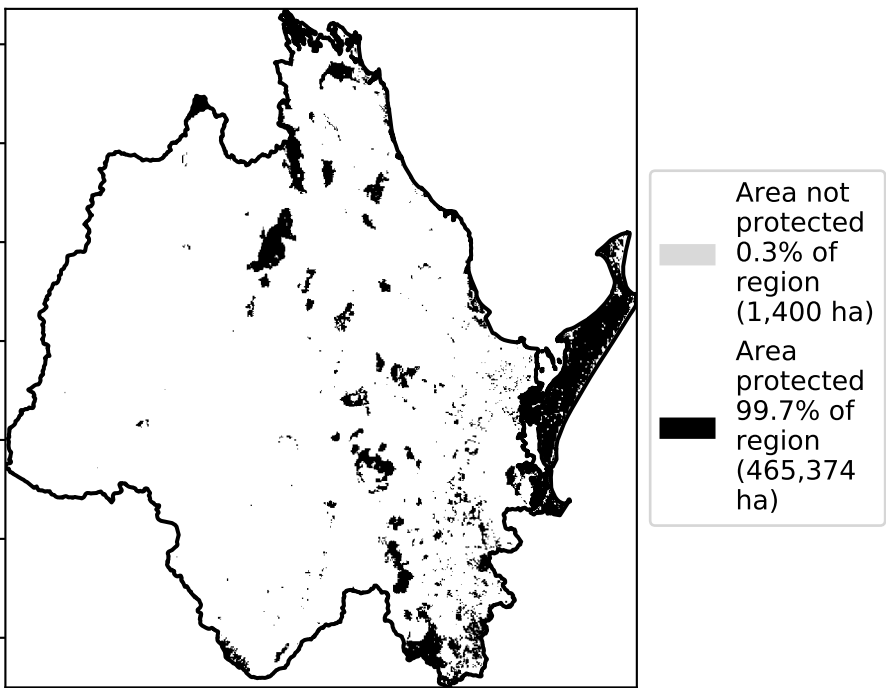 Area not
protected
0.3% of
region
(1,400 ha)
Area
protected
99.7% of
region
(465,374
ha)